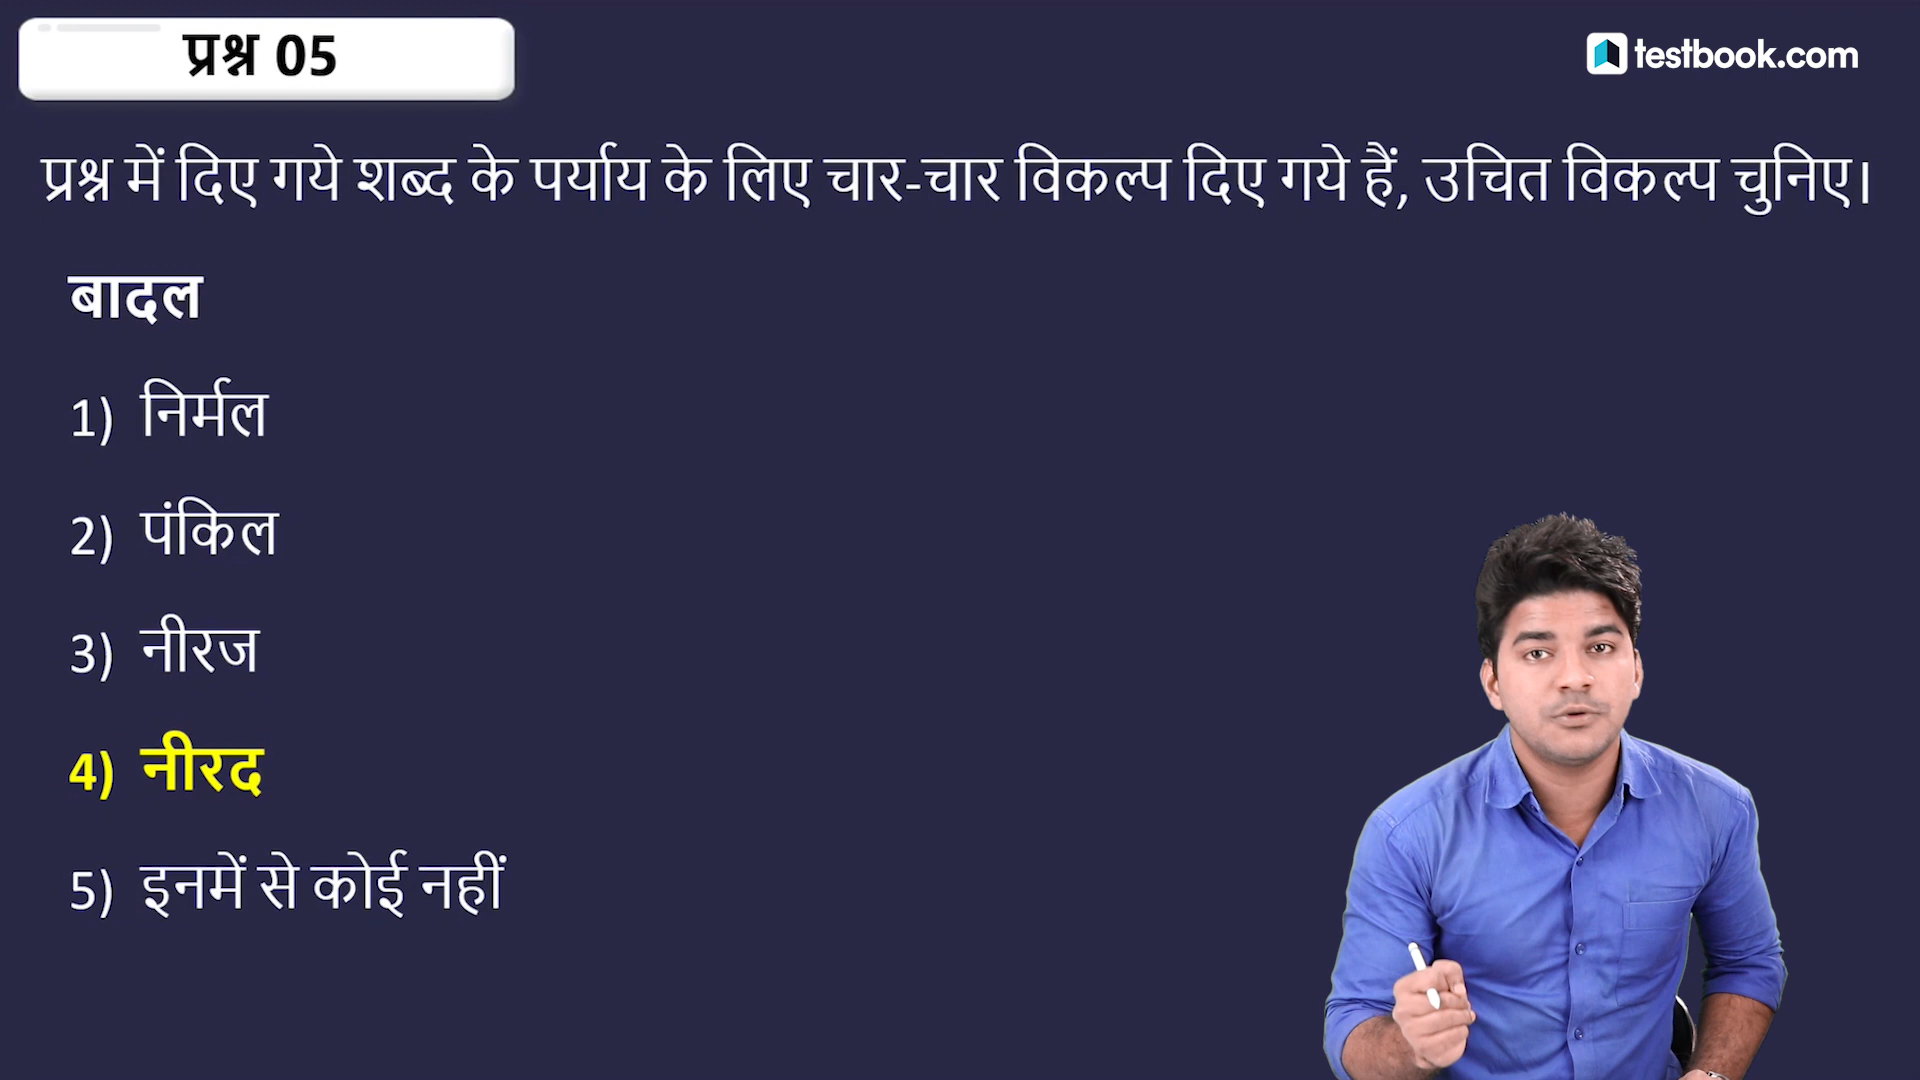 प्रश्न 05
testbook.com
प्रश्न में दिए गये शब्द के पर्याय के लिए चार-चार विकल्प दिए गये हैं, उचित विकल्प चुनिए।
बादल
1) निर्मल
2) पंकिल
3) नीरज
4) नीरद
5) इनमें से कोई नहीं